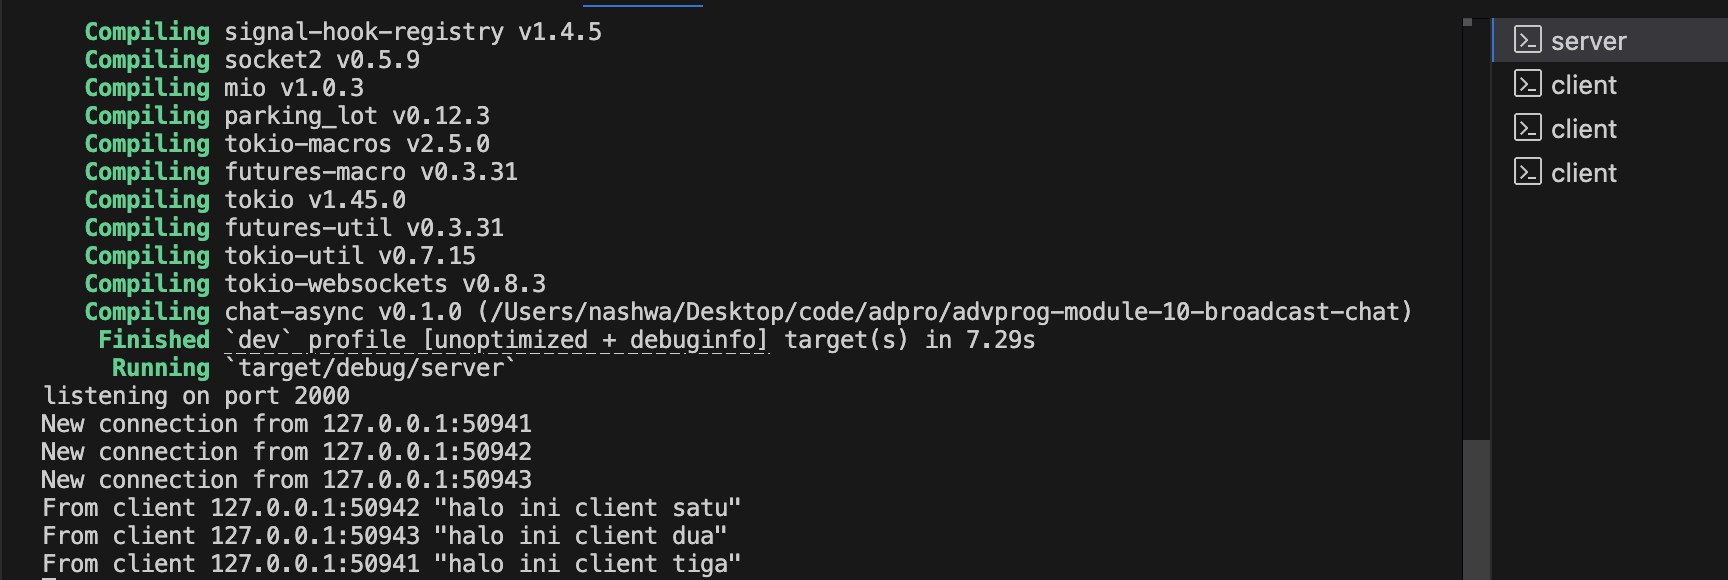 Compiling signal-hook-registry v1.4.5
Compiling socket2 v0.5.9
Compiling mio v1.0.3
Compiling parking_lot v0.12.3
Compiling tokio-macros v2.5.0
Compiling futures-macro v0.3.31
Compiling tokio v1.45.0
Compiling futures-util v0.3.31
Compiling tokio-util v0.7.15
Compiling tokio-websockets v0.8.3
Compiling chat-async v0.1.0 (/Users/nashwa/Desktop/code/adpro/advprog-module-10-broadcast-chat)
Finished `dev` profile [unoptimized + debuginfo] target(s) in 7.29s
Running `target/debug/server`
listening on port 2000
New connection from 127.0.0.1:50941
New connection from 127.0.0.1:50942
New connection from 127.0.0.1:50943
From client 127.0.0.1:50942 "halo ini client satu"
From client 127.0.0.1:50943 "halo ini client dua"
From client 127.0.0.1:50941 "halo ini client tiga"
server
client
client
client